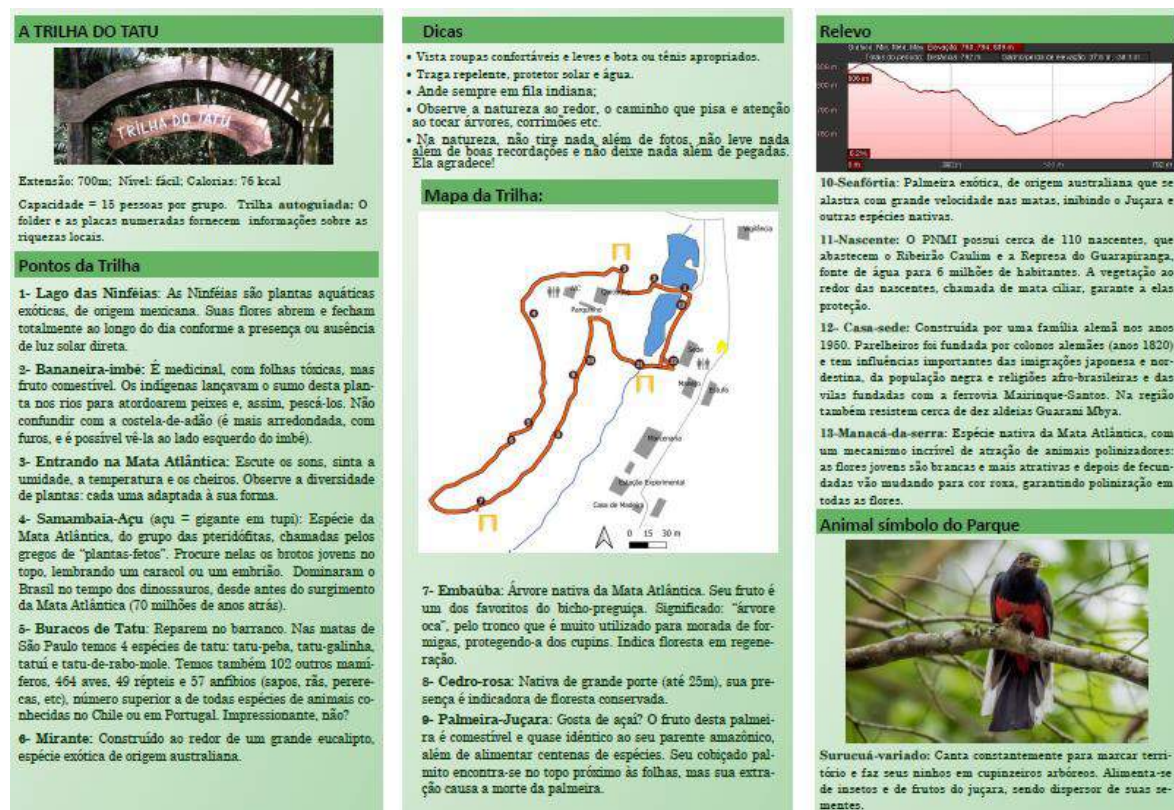 A TRILHA DO TATU
TRILHA DO TATU
Extensão: 700m; Nível: fácil; Calorias: 76 kcal
Capacidade = 15 pessoas por grupo. Trilha autoguiada: O
folder e as placas numeradas fornecem informações sobre as
riquezas locais.
Pontos da Trilha
1- Lago das Ninféias: As Ninféias são plantas aquáticas
exóticas, de origem mexicana. Suas flores abrem e fecham
totalmente ao longo do dia conforme a presença ou ausência
de luz solar direta.
2- Bananeira-imbé: É medicinal, com folhas tóxicas, mas
fruto comestível. Os indígenas lançavam o sumo desta plan-
ta nos rios para atordoarem peixes e, assim, pescá-los. Não
confundir com a costela-de-adão (é mais arredondada, com
furos, e é possível vê-la ao lado esquerdo do imbé).
3- Entrando na Mata Atlântica: Escute os sons, sinta a
umidade, a temperatura e os cheiros. Observe a diversidade
de plantas: cada uma adaptada à sua forma.
4- Samambaia-Açu (açu = gigante em tupi): Espécie da
Mata Atlântica, do grupo das pteridófitas, chamadas pelos
gregos de "plantas-fetos". Procure nelas os brotos jovens no
topo, lembrando um caracol ou um embrião. Dominaram o
Brasil no tempo dos dinossauros, desde antes do surgimento
da Mata Atlântica (70 milhões de anos atrás).
5- Buracos de Tatu: Reparem no barranco. Nas matas de
São Paulo temos 4 espécies de tatu: tatu-peba, tatu-galinha,
tatuí e tatu-de-rabo-mole. Temos também 102 outros mamí-
feros, 464 aves, 49 répteis e 57 anfíbios (sapos, rãs, perere-
cas, etc), número superior a de todas espécies de animais co-
nhecidas no Chile ou em Portugal. Impressionante, não?
6- Mirante: Construído ao redor de um grande eucalipto,
espécie exótica de origem australiana.
Dicas
• Vista roupas confortáveis e leves e bota ou tênis apropriados.
• Traga repelente, protetor solar e água.
• Ande sempre em fila indiana;
• Observe a natureza ao redor, o caminho que pisa e atenção
ao tocar árvores, corrimões etc.
• Na natureza, não tire nada além de fotos, não leve nada
além de boas recordações e não deixe nada além de pegadas.
Ela agradece!
Mapa da Trilha:
Vigilância
Parquinho
Sede
Marcenaria
Estação Experimental
Casa de Madeira
0 15 30 m
7- Embaúba: Árvore nativa da Mata Atlântica. Seu fruto é
um dos favoritos do bicho-preguiça. Significado: "árvore
oca", pelo tronco que é muito utilizado para morada de for-
migas, protegendo-a dos cupins. Indica floresta em regene-
ração.
8- Cedro-rosa: Nativa de grande porte (até 25m), sua pre-
sença é indicadora de floresta conservada.
9- Palmeira-Juçara: Gosta de açaí? O fruto desta palmei-
ra é comestível e quase idêntico ao seu parente amazônico,
além de alimentar centenas de espécies. Seu cobiçado pal-
mito encontra-se no topo próximo às folhas, mas sua extra-
ção causa a morte da palmeira.
Relevo
10-Seafórtia: Palmeira exótica, de origem australiana que se
alastra com grande velocidade nas matas, inibindo o Juçara e
outras espécies nativas.
11-Nascente: O PNMI possui cerca de 110 nascentes, que
abastecem o Ribeirão Caulim e a Represa do Guarapiranga,
fonte de água para 6 milhões de habitantes. A vegetação ao
redor das nascentes, chamada de mata ciliar, garante a elas
proteção.
12- Casa-sede: Construída por uma família alemã nos anos
1950. Parelheiros foi fundada por colonos alemães (anos 1820)
e tem influências importantes das imigrações japonesa e nor-
destina, da população negra e religiões afro-brasileiras e das
vilas fundadas com a ferrovia Mairinque-Santos. Na região
também resistem cerca de dez aldeias Guarani Mbya.
13-Manacá-da-serra: Espécie nativa da Mata Atlântica, com
um mecanismo incrível de atração de animais polinizadores:
as flores jovens são brancas e mais atrativas e depois de fecun-
dadas vão mudando para cor roxa, garantindo polinização em
todas as flores.
Animal símbolo do Parque
Surucuá-variado: Canta constantemente para marcar terri-
tório e faz seus ninhos em cupinzeiros arbóreos. Alimenta-se
de insetos e de frutos do juçara, sendo dispersor de suas se-
mentes.